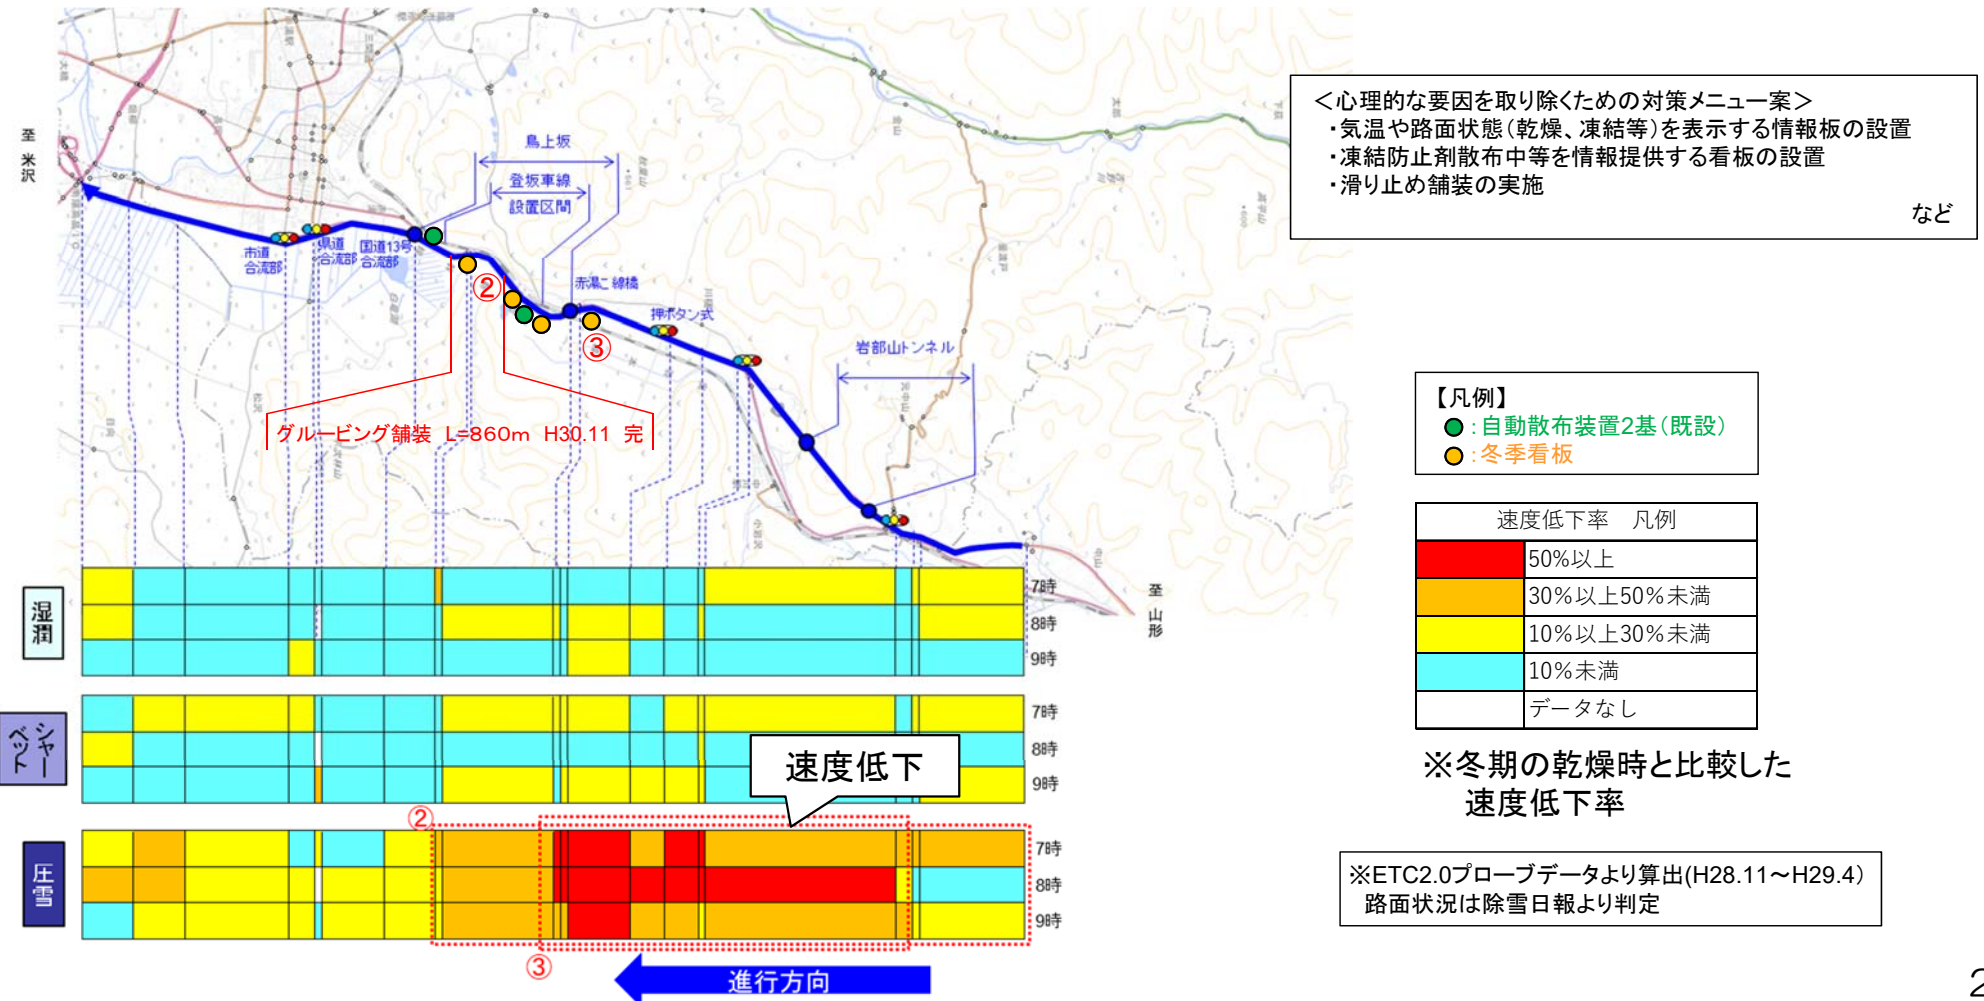 至 米沢
鳥上坂
登坂車線
設置区間
市道
合流部
県道
合流部
国道13号
合流部
赤湯こ線橋
押ボタン式
岩部山トンネル
②
③
グルービング舗装 L=860m H30.11 完
至 山形
＜心理的な要因を取り除くための対策メニュー案＞
・気温や路面状態(乾燥、凍結等)を表示する情報板の設置
・凍結防止剤散布中等を情報提供する看板の設置
・滑り止め舗装の実施
など
【凡例】
：自動散布装置2基(既設)
：冬季看板
速度低下率　凡例
50%以上
30%以上50%未満
10%以上30%未満
10%未満
データなし
※冬期の乾燥時と比較した
速度低下率
※ETC2.0プローブデータより算出(H28.11～H29.4)
路面状況は除雪日報より判定
湿潤
7時
8時
9時
シャーベット
7時
8時
9時
速度低下
圧雪
②
7時
8時
9時
③
進行方向
2